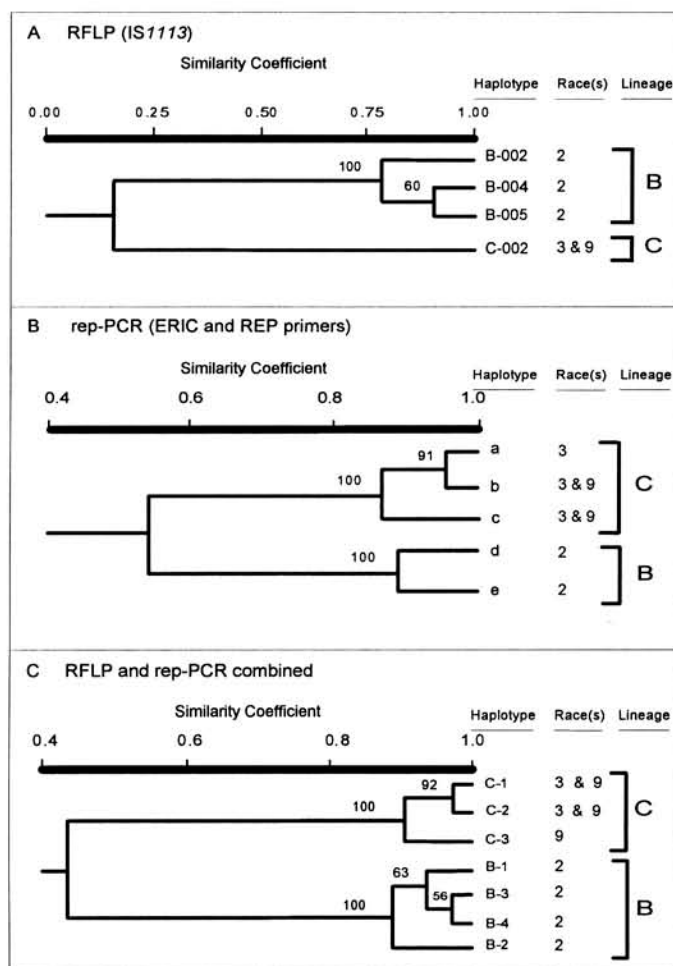 A RFLP (IS1113)
Similarity Coefficient
Haplotype Race(s) Lineage
0.00 0.25 0.50 0.75 1.00
100
B-002 2
60
B-004 2
B
B-005 2
C-002 3 & 9 C
B rep-PCR (ERIC and REP primers)
Similarity Coefficient
Haplotype Race(s) Lineage
0.4 0.6 0.8 1.0
a 3
91
100
b 3 & 9
C
c 3 & 9
d 2
100
B
e 2
C RFLP and rep-PCR combined
Similarity Coefficient
Haplotype Race(s) Lineage
0.4 0.6 0.8 1.0
C-1 3 & 9
92
100
C-2 3 & 9
C
C-3 9
B-1 2
63
B-3 2
56
100
B
B-4 2
B-2 2